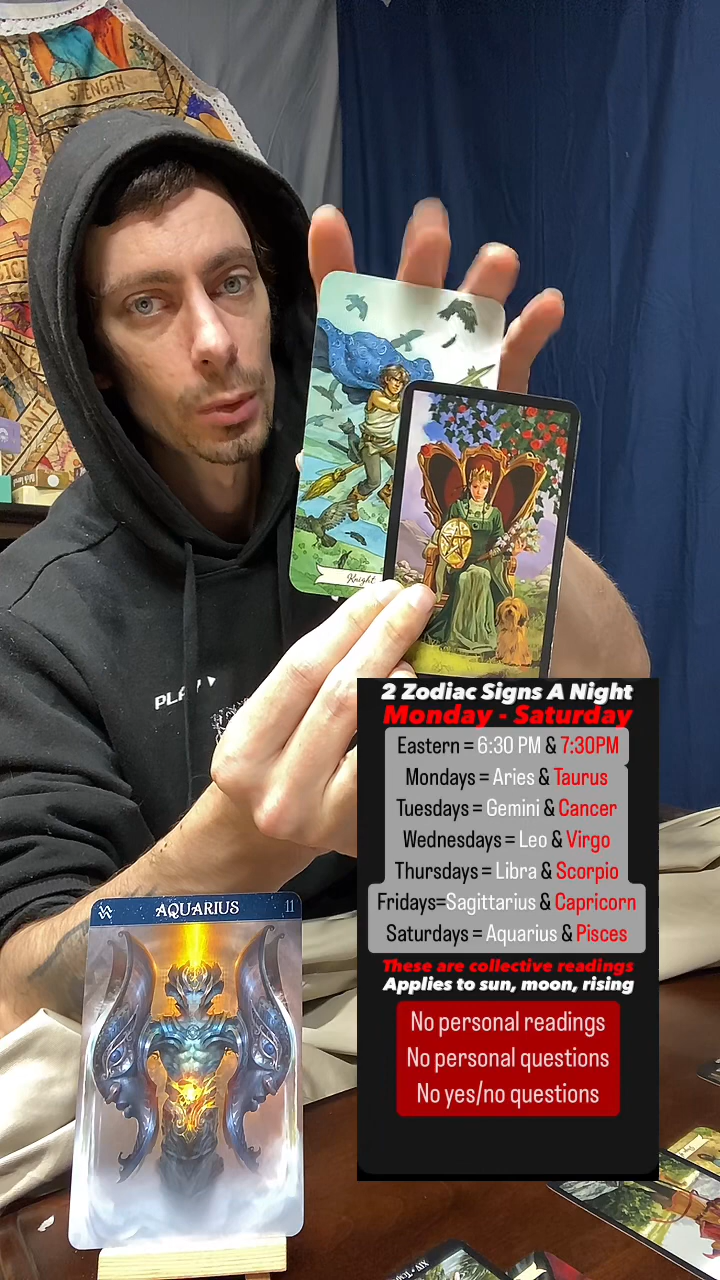 STRENGTH
Knight
2 Zodiac Signs A Night
Monday - Saturday
Eastern = 6:30 PM & 7:30PM
Mondays = Aries & Taurus
Tuesdays = Gemini & Cancer
Wednesdays = Leo & Virgo
Thursdays = Libra & Scorpio
Fridays=Sagittarius & Capricorn
Saturdays = Aquarius & Pisces
These are collective readings
Applies to sun, moon, rising
No personal readings
No personal questions
No yes/no questions
AQUARIUS 11